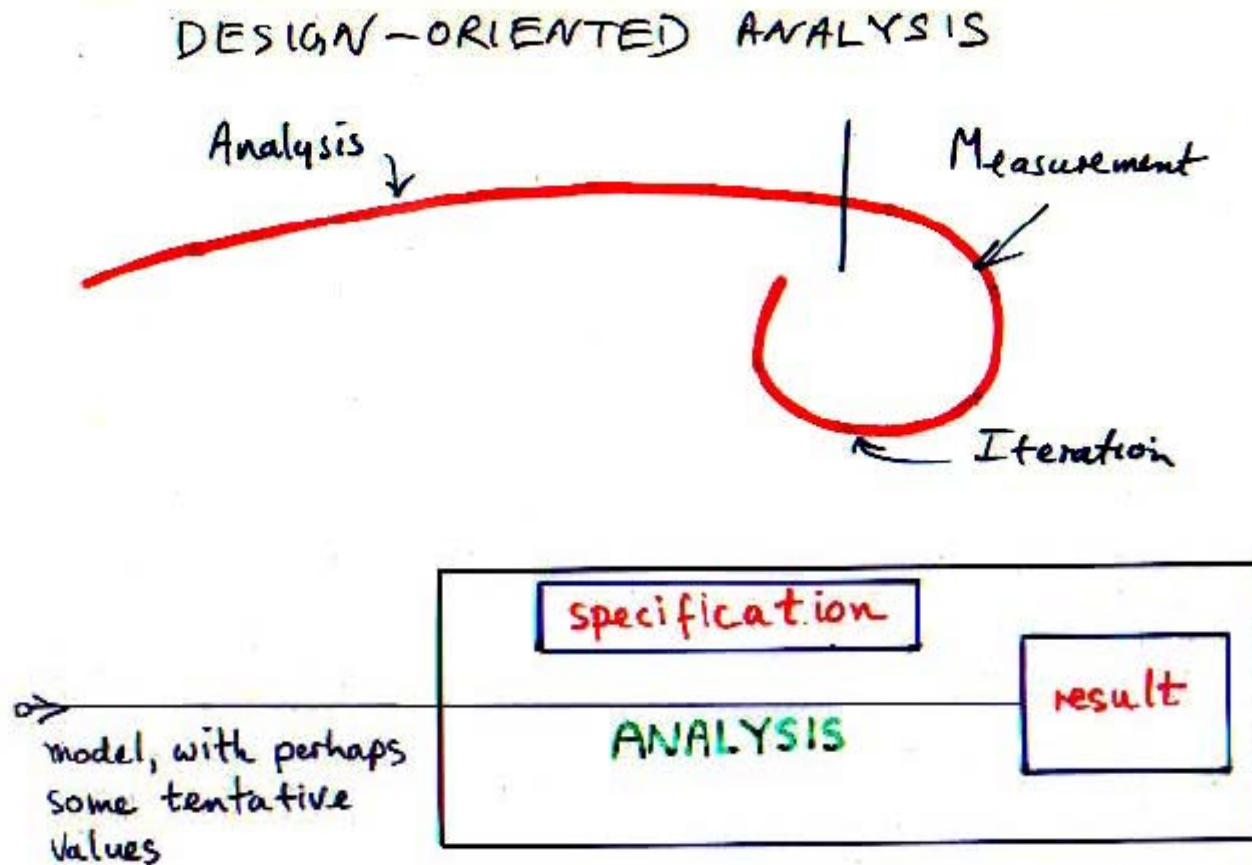 DESIGN-ORIENTED ANALYSIS
Analysis
Measurement
Iteration
specification
result
ANALYSIS
model, with perhaps
some tentative
values